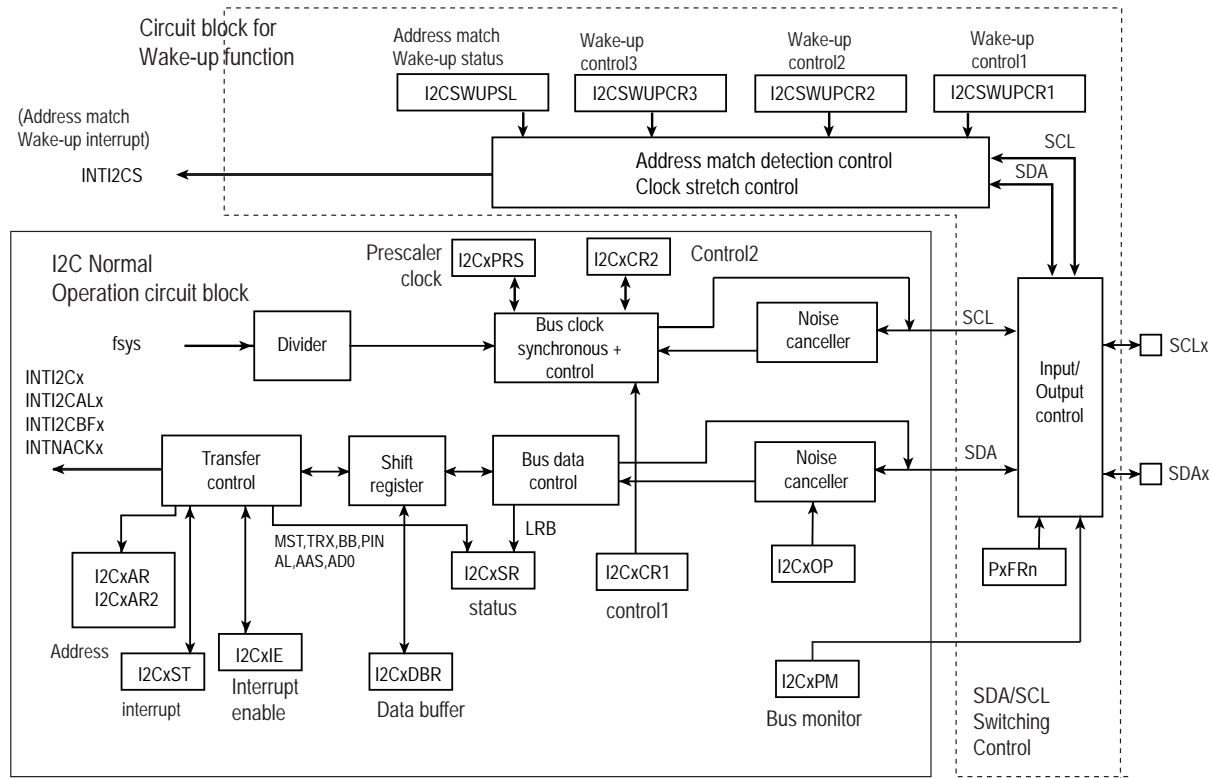 Circuit block for
Wake-up function
Address match
Wake-up status
Wake-up
control3
Wake-up
control2
Wake-up
control1
I2CSWUPSL
I2CSWUPCR3
I2CSWUPCR2
I2CSWUPCR1
(Address match
Wake-up interrupt)
INTI2CS
Address match detection control
Clock stretch control
SCL
SDA
I2C Normal
Operation circuit block
Prescaler
clock
I2CxPRS
I2CxCR2
Control2
fsys
Divider
Bus clock
synchronous +
control
Noise
canceller
SCL
Input/
Output
control
SCLx
INTI2Cx
INTI2CALx
INTI2CBFx
INTNACKx
Transfer
control
Shift
register
Bus data
control
Noise
canceller
SDA
SDAx
MST,TRX,BB,PIN
AL,AAS,AD0
LRB
I2CxAR
I2CxAR2
Address
I2CxSR
status
I2CxCR1
control1
I2CxOP
PxFRn
I2CxST
interrupt
I2CxIE
Interrupt
enable
I2CxDBR
Data buffer
I2CxPM
Bus monitor
SDA/SCL
Switching
Control